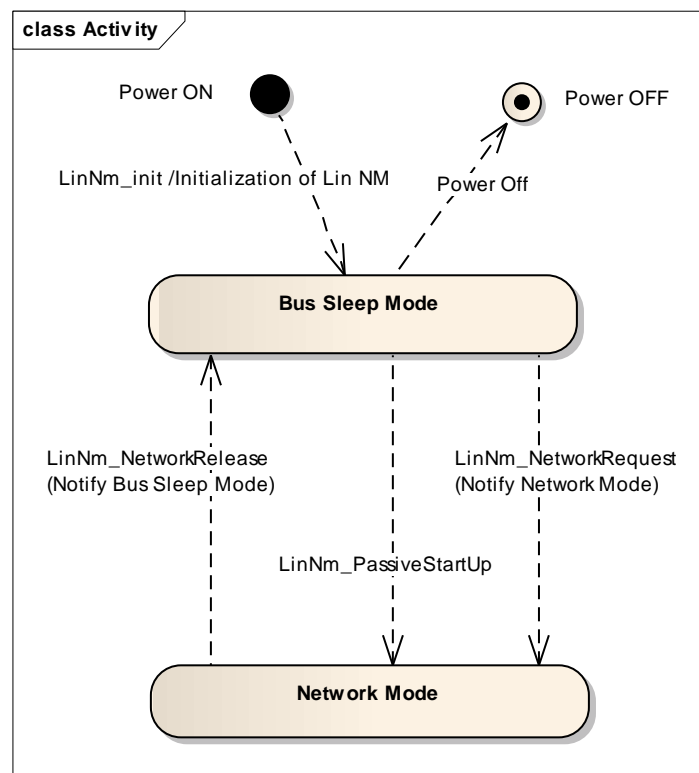 class Activity
Power ON
Power OFF
LinNm_init /Initialization of Lin NM
Power Off
Bus Sleep Mode
LinNm_NetworkRelease
(Notify Bus Sleep Mode)
LinNm_NetworkRequest
(Notify Network Mode)
LinNm_PassiveStartUp
Network Mode